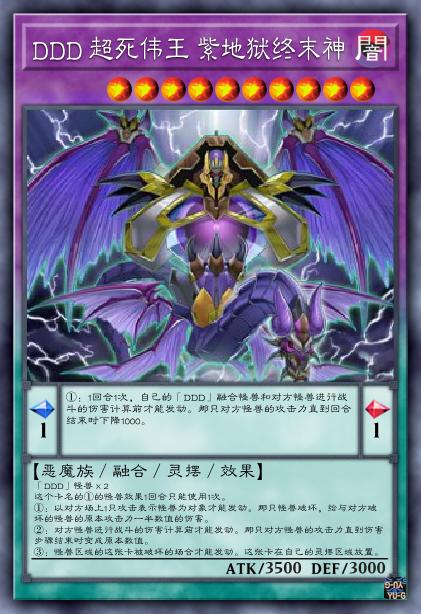 DDD 超死伟王 紫地狱终末神 闇
①：1回合1次，自己的「DDD」融合怪兽和对方怪兽进行战
斗的伤害计算前才能发动。那只对方怪兽的攻击力直到回合
结束时下降1000。
1
1
【恶魔族／融合／灵摆／效果】
「DDD」怪兽×2
这个卡名的①的怪兽效果1回合只能使用1次。
①：以对方场上1只攻击表示怪兽为对象才能发动。那只怪兽破坏，给与对方破
坏的怪兽的原本攻击力一半数值的伤害。
②：对方怪兽进行战斗的伤害计算前才能发动。那只对方怪兽的攻击力直到伤害
步骤结束时变成原本数值。
③：怪兽区域的这张卡被破坏的场合才能发动。这张卡在自己的灵摆区域放置。
ATK/3500 DEF/3000
YU-G